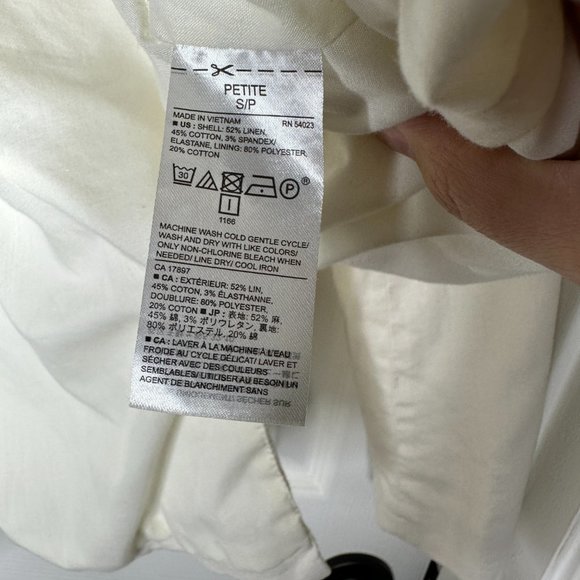 PETITE
S/P
MADE IN VIETNAM RN 54023
■ US : SHELL: 52% LINEN,
45% COTTON, 3% SPANDEX/
ELASTANE, LINING: 80% POLYESTER,
20% COTTON
30 P ®
I
1166
MACHINE WASH COLD GENTLE CYCLE/
WASH AND DRY WITH LIKE COLORS/
ONLY NON-CHLORINE BLEACH WHEN
NEEDED/ LINE DRY/ COOL IRON
CA 17897
■ CA : EXTÉRIEUR: 52% LIN,
45% COTON, 3% ÉLASTHANNE,
DOUBLURE: 80% POLYESTER,
20% COTON ■ JP : 表地: 52% 麻,
45% 綿, 3% ポリウレタン, 裏地:
80% ポリエステル, 20% 綿
■ CA : LAVER À LA MACHINE À L'EAU
FROIDE AU CYCLE DÉLICAT/ LAVER ET
SÉCHER AVEC DES COULEURS
SEMBLABLES/ UTILISER AU BESOIN UN
AGENT DE BLANCHIMENT SANS